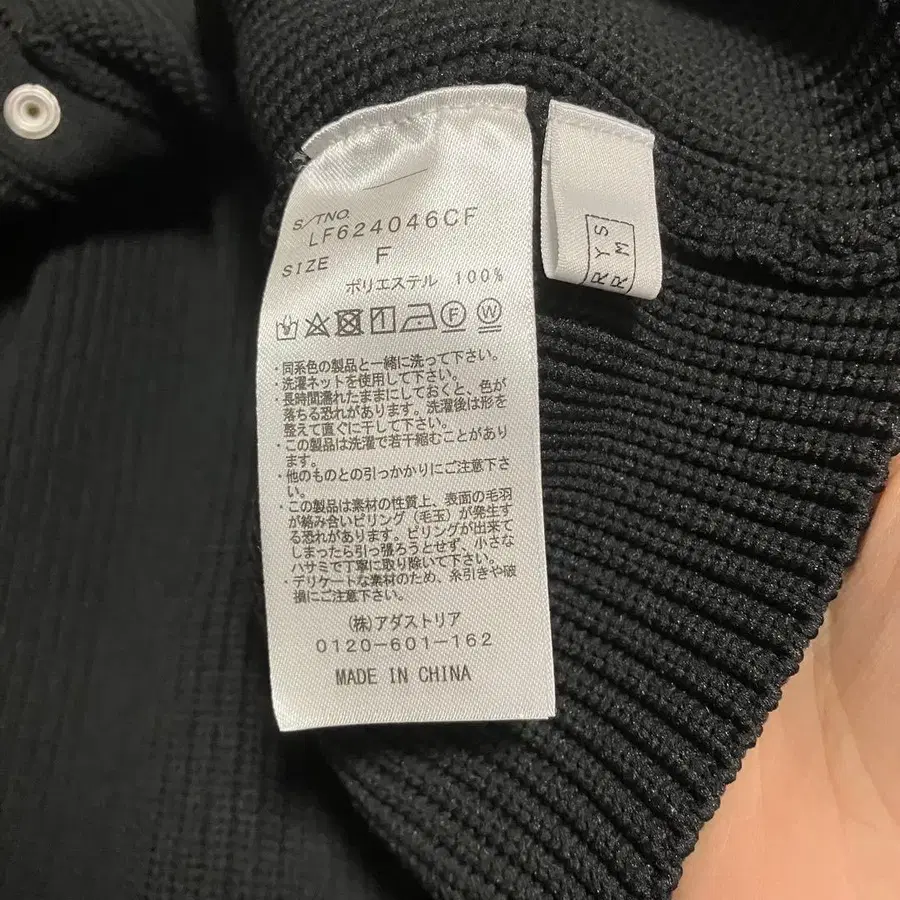 S/TNO.
LF624046CF
SIZE F
ポリエステル 100%
F W
・同系色の製品と一緒に洗って下さい。
・洗濯ネットを使用して下さい。
・長時間濡れたままにしておくと、色が
落ちる恐れがあります。洗濯後は形を
整えて直ぐに干して下さい。
・この製品は洗濯で若干縮むことがあり
ます。
・他のものとの引っかかりにご注意下さ
い。
・この製品は素材の性質上、表面の毛羽
が絡み合いピリング(毛玉)が発生す
る恐れがあります。ピリングが出来て
しまったら引っ張ろうとせず、小さな
ハサミで丁寧に取り除いて下さい。
・デリケートな素材のため、糸引きや破
損にご注意下さい。
(株)アダストリア
0120-601-162
MADE IN CHINA
RYS
RM